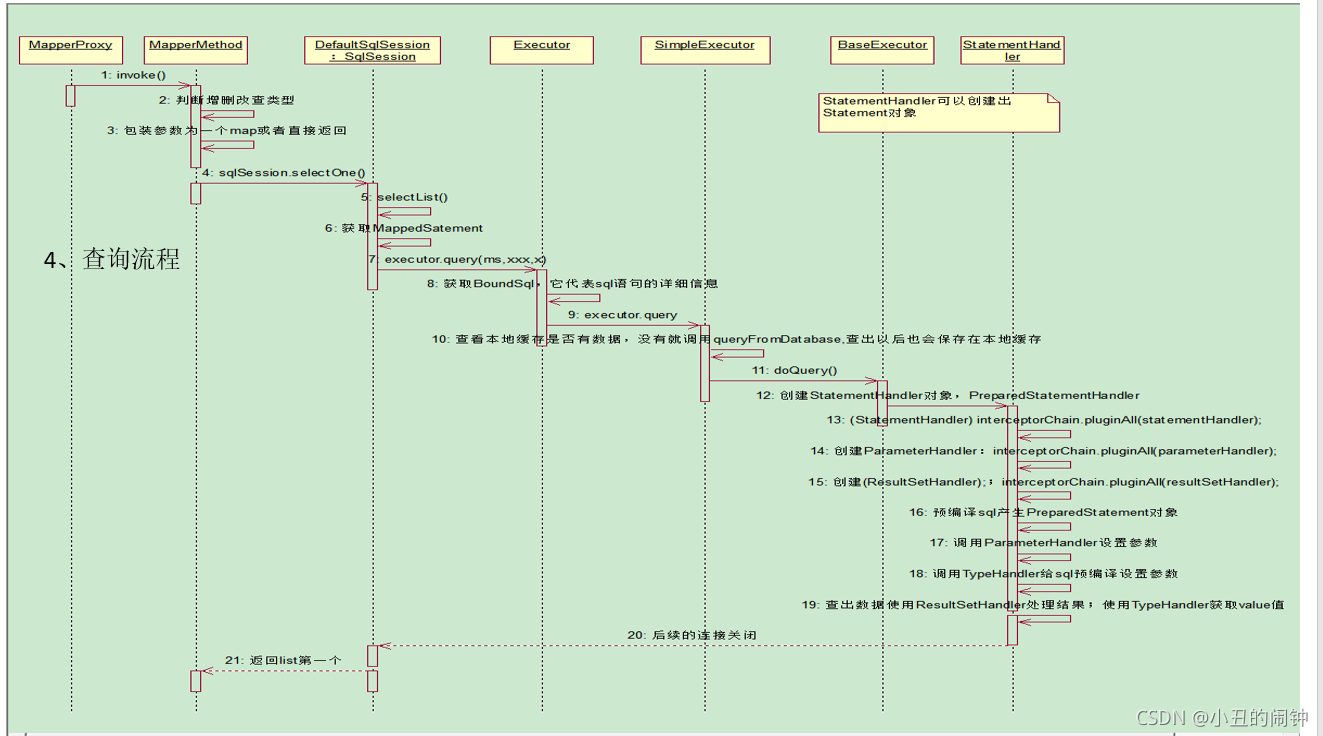 MapperProxy
MapperMethod
DefaultSqlSession
: SqlSession
Executor
SimpleExecutor
BaseExecutor
StatementHand
ler
1: invoke()
2: 判断增删改查类型
StatementHandler可以创建出
Statement对象
3: 包装参数为一个map或者直接返回
4: sqlSession.selectOne()
5: selectList()
6: 获取MappedSatement
4、查询流程
7: executor.query(ms,xxx,x)
8: 获取BoundSql，它代表sql语句的详细信息
9: executor.query
10: 查看本地缓存是否有数据，没有就调用queryFromDatabase,查出以后也会保存在本地缓存
11: doQuery()
12: 创建StatementHandler对象，PreparedStatementHandler
13: (StatementHandler) interceptorChain.pluginAll(statementHandler);
14: 创建ParameterHandler：interceptorChain.pluginAll(parameterHandler);
15: 创建(ResultSetHandler);：interceptorChain.pluginAll(resultSetHandler);
16: 预编译sql产生PreparedStatement对象
17: 调用ParameterHandler设置参数
18: 调用TypeHandler给sql预编译设置参数
19: 查出数据使用ResultSetHandler处理结果；使用TypeHandler获取value值
20: 后续的连接关闭
21: 返回list第一个
CSDN @小丑的闹钟